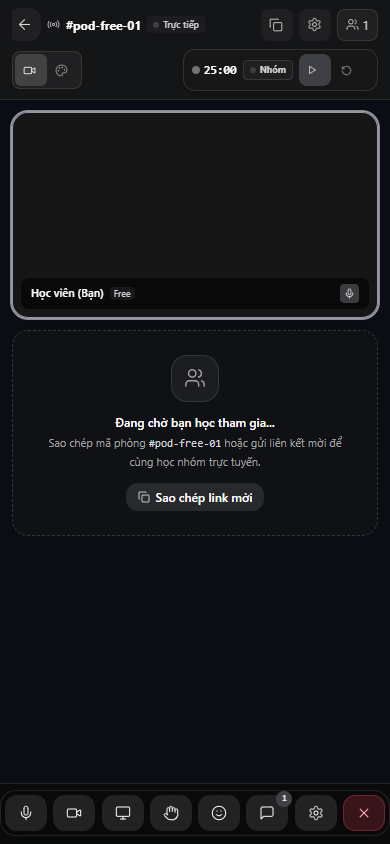 #pod-free-01 Trực tiếp 1
25:00 Nhóm
Học viên (Bạn) Free
Đang chờ bạn học tham gia...
Sao chép mã phòng #pod-free-01 hoặc gửi liên kết mời để
cùng học nhóm trực tuyến.
Sao chép link mời
1